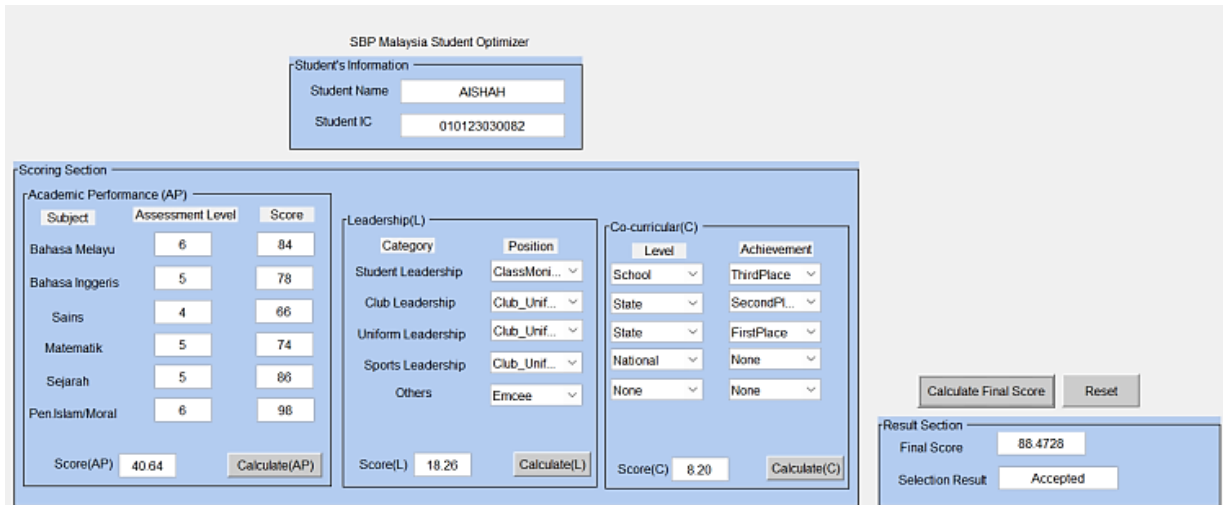 SBP Malaysia Student Optimizer
Student's Information
Student Name AISHAH
Student IC 010123030082
Scoring Section
Academic Performance (AP)
Subject Assessment Level Score
Bahasa Melayu 6 84
Bahasa Inggeris 5 78
Sains 4 66
Matematik 5 74
Sejarah 5 86
Pen.Islam/Moral 6 98
Score(AP) 40.64 Calculate(AP)
Leadership(L)
Category Position
Student Leadership ClassMoni...
Club Leadership Club_Unif...
Uniform Leadership Club_Unif...
Sports Leadership Club_Unif...
Others Emcee
Score(L) 18.26 Calculate(L)
Co-curricular(C)
Level Achievement
School ThirdPlace
State SecondPl...
State FirstPlace
National None
None None
Score(C) 8.20 Calculate(C)
Calculate Final Score Reset
Result Section
Final Score 88.4728
Selection Result Accepted